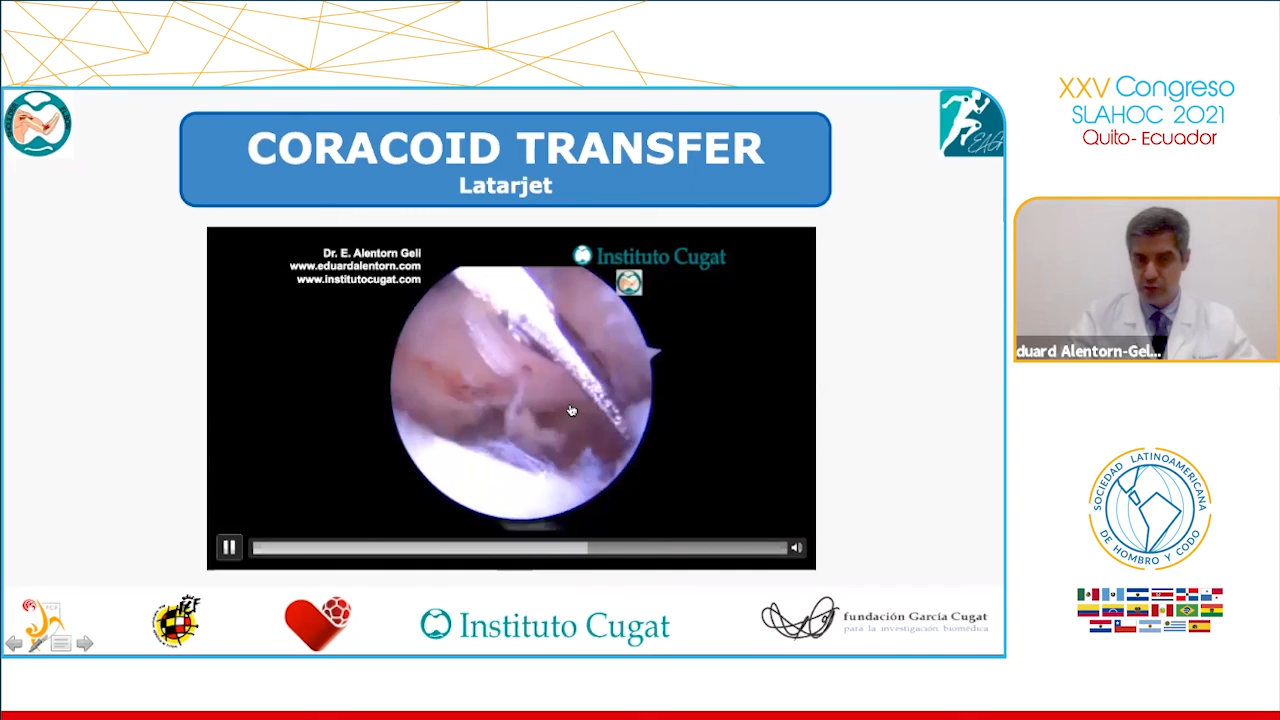 XXV Congreso
SLAHOC 2021
Quito- Ecuador
CORACOID TRANSFER
Latarjet
Dr. E. Alentorn Gell
www.eduardalentorn.com
www.institutocugat.com
Instituto Cugat
duard Alentorn-Gel...
SOCIEDAD LATINOAMERICANA
DE HOMBRO Y CODO
Instituto Cugat
fundación García Cugat
para la investigación biomédica